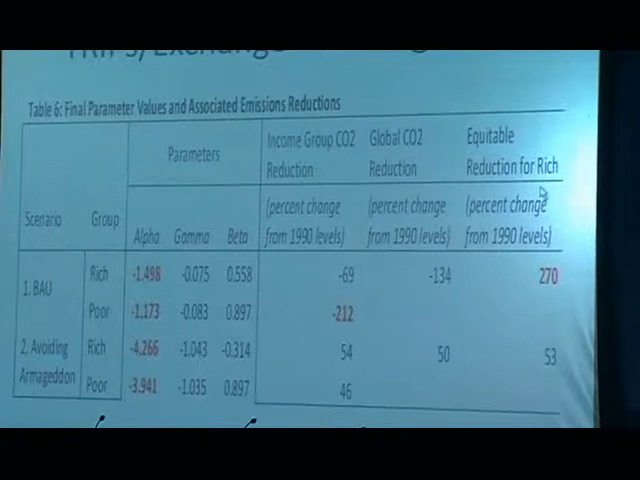 Table 6: Final Parameter Values and Associated Emissions Reductions
Parameters Income Group CO2 Reduction Global CO2 Reduction Equitable Reduction for Rich
Scenario Group Alpha Gamma Beta (percent change from 1990 levels) (percent change from 1990 levels) (percent change from 1990 levels)
1. BAU Rich -1.498 -0.075 0.558 -69 -134 270
Poor -1.173 -0.083 0.897 -212
2. Avoiding Armageddon Rich -4.266 -1.043 -0.314 54 50 53
Poor -3.941 -1.035 0.897 46